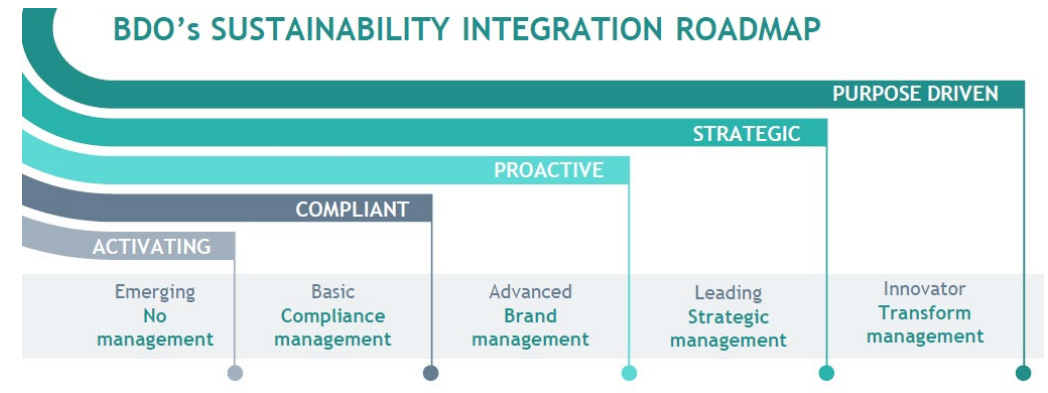 BDO's SUSTAINABILITY INTEGRATION ROADMAP
PURPOSE DRIVEN
STRATEGIC
PROACTIVE
COMPLIANT
ACTIVATING
Emerging
No
management
Basic
Compliance
management
Advanced
Brand
management
Leading
Strategic
management
Innovator
Transform
management